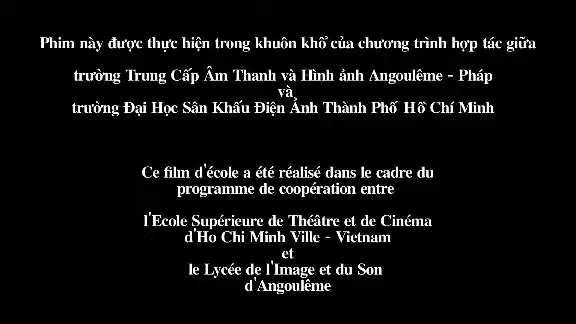 Phim này được thực hiện trong khuôn khổ của chương trình hợp tác giữa
trường Trung Cấp Âm Thanh và Hình ảnh Angoulême - Pháp
và
trường Đại Học Sân Khấu Điện Ảnh Thành Phố Hồ Chí Minh
Ce film d'école a été réalisé dans le cadre du
programme de coopération entre
l'Ecole Supérieure de Théâtre et de Cinéma
d'Ho Chi Minh Ville - Vietnam
et
le Lycée de l'Image et du Son
d'Angoulême